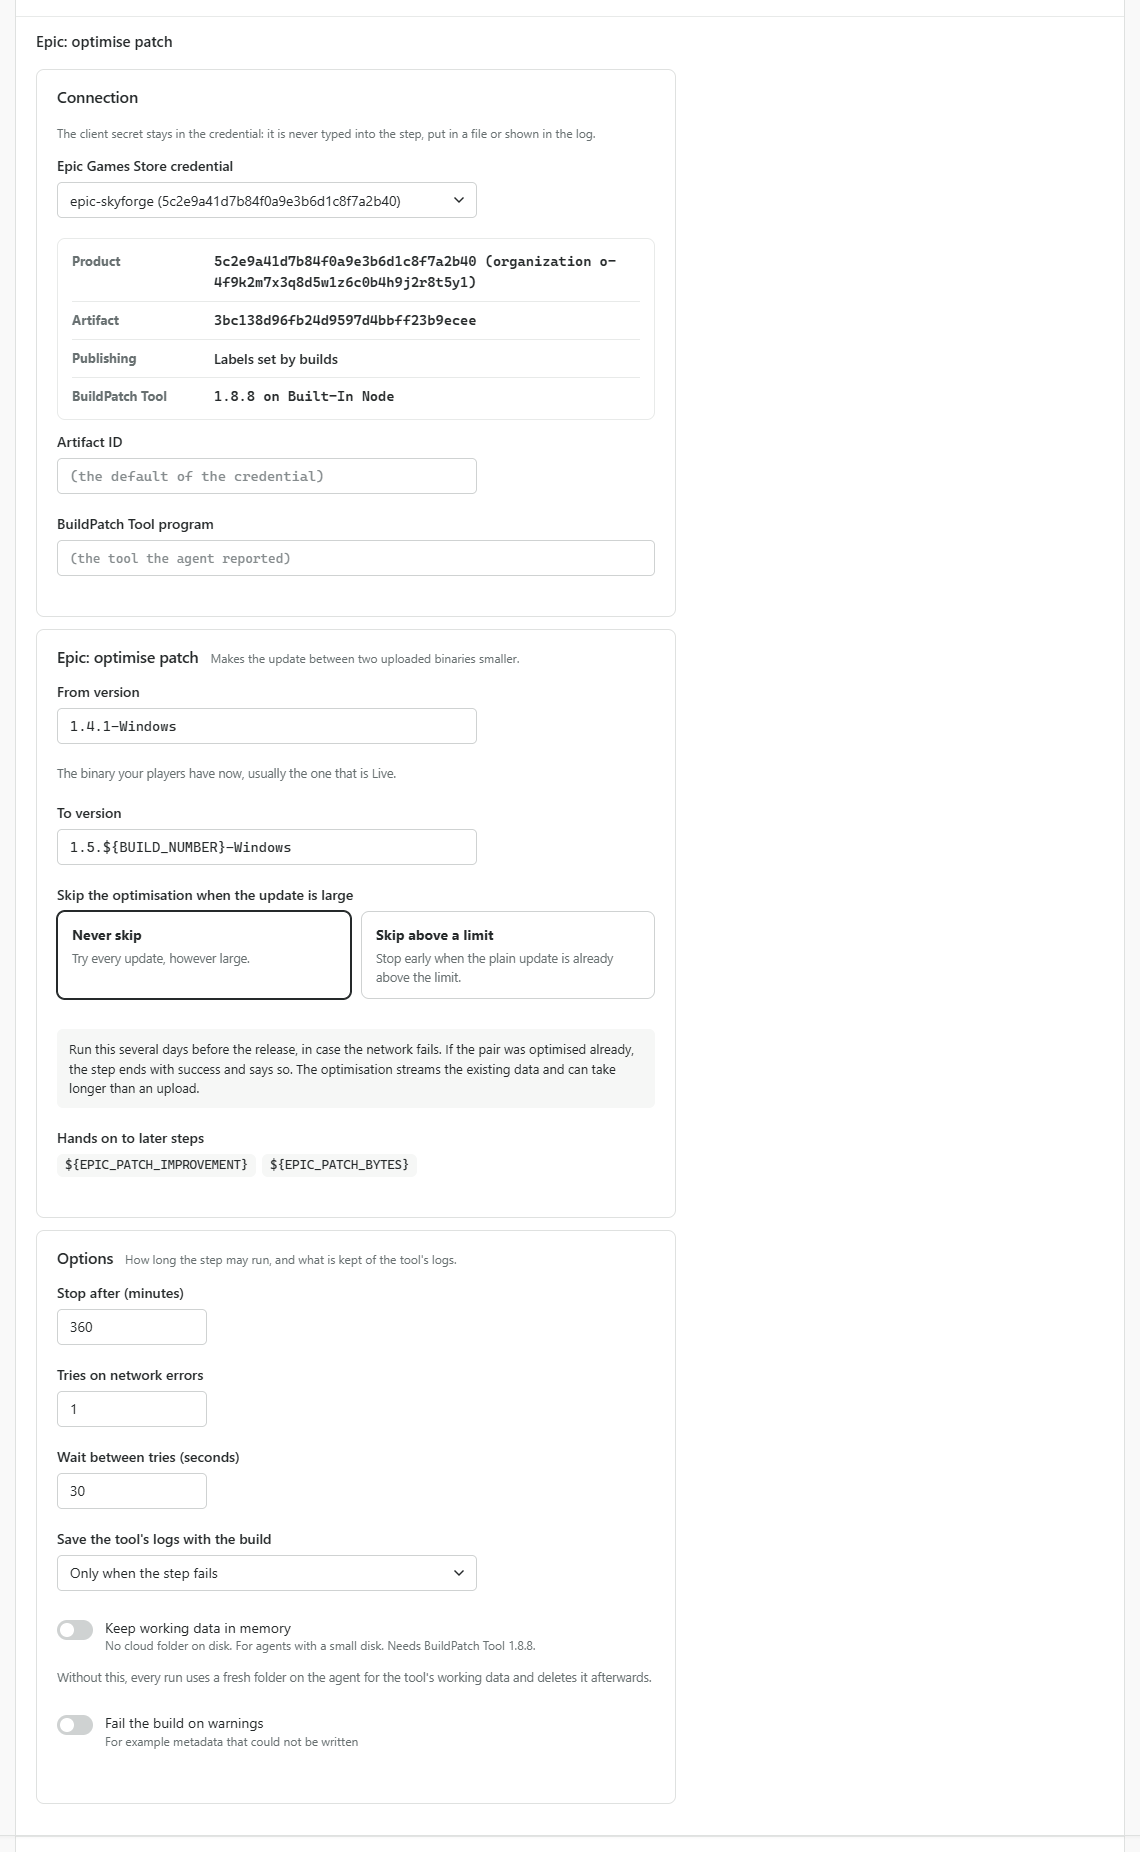 Epic: optimise patch
Connection
The client secret stays in the credential: it is never typed into the step, put in a file or shown in the log.
Epic Games Store credential
epic-skyforge (5c2e9a41d7b84f0a9e3b6d1c8f7a2b40)
Product
5c2e9a41d7b84f0a9e3b6d1c8f7a2b40 (organization o-
4f9k2m7x3q8d5w1z6c0b4h9j2r8t5y1)
Artifact
3bc138d96fb24d9597d4bbff23b9ecee
Publishing
Labels set by builds
BuildPatch Tool
1.8.8 on Built-In Node
Artifact ID
(the default of the credential)
BuildPatch Tool program
(the tool the agent reported)
Epic: optimise patch Makes the update between two uploaded binaries smaller.
From version
1.4.1-Windows
The binary your players have now, usually the one that is Live.
To version
1.5.${BUILD_NUMBER}-Windows
Skip the optimisation when the update is large
Never skip
Try every update, however large.
Skip above a limit
Stop early when the plain update is already
above the limit.
Run this several days before the release, in case the network fails. If the pair was optimised already,
the step ends with success and says so. The optimisation streams the existing data and can take
longer than an upload.
Hands on to later steps
${EPIC_PATCH_IMPROVEMENT} ${EPIC_PATCH_BYTES}
Options How long the step may run, and what is kept of the tool's logs.
Stop after (minutes)
360
Tries on network errors
1
Wait between tries (seconds)
30
Save the tool's logs with the build
Only when the step fails
Keep working data in memory
No cloud folder on disk. For agents with a small disk. Needs BuildPatch Tool 1.8.8.
Without this, every run uses a fresh folder on the agent for the tool's working data and deletes it afterwards.
Fail the build on warnings
For example metadata that could not be written